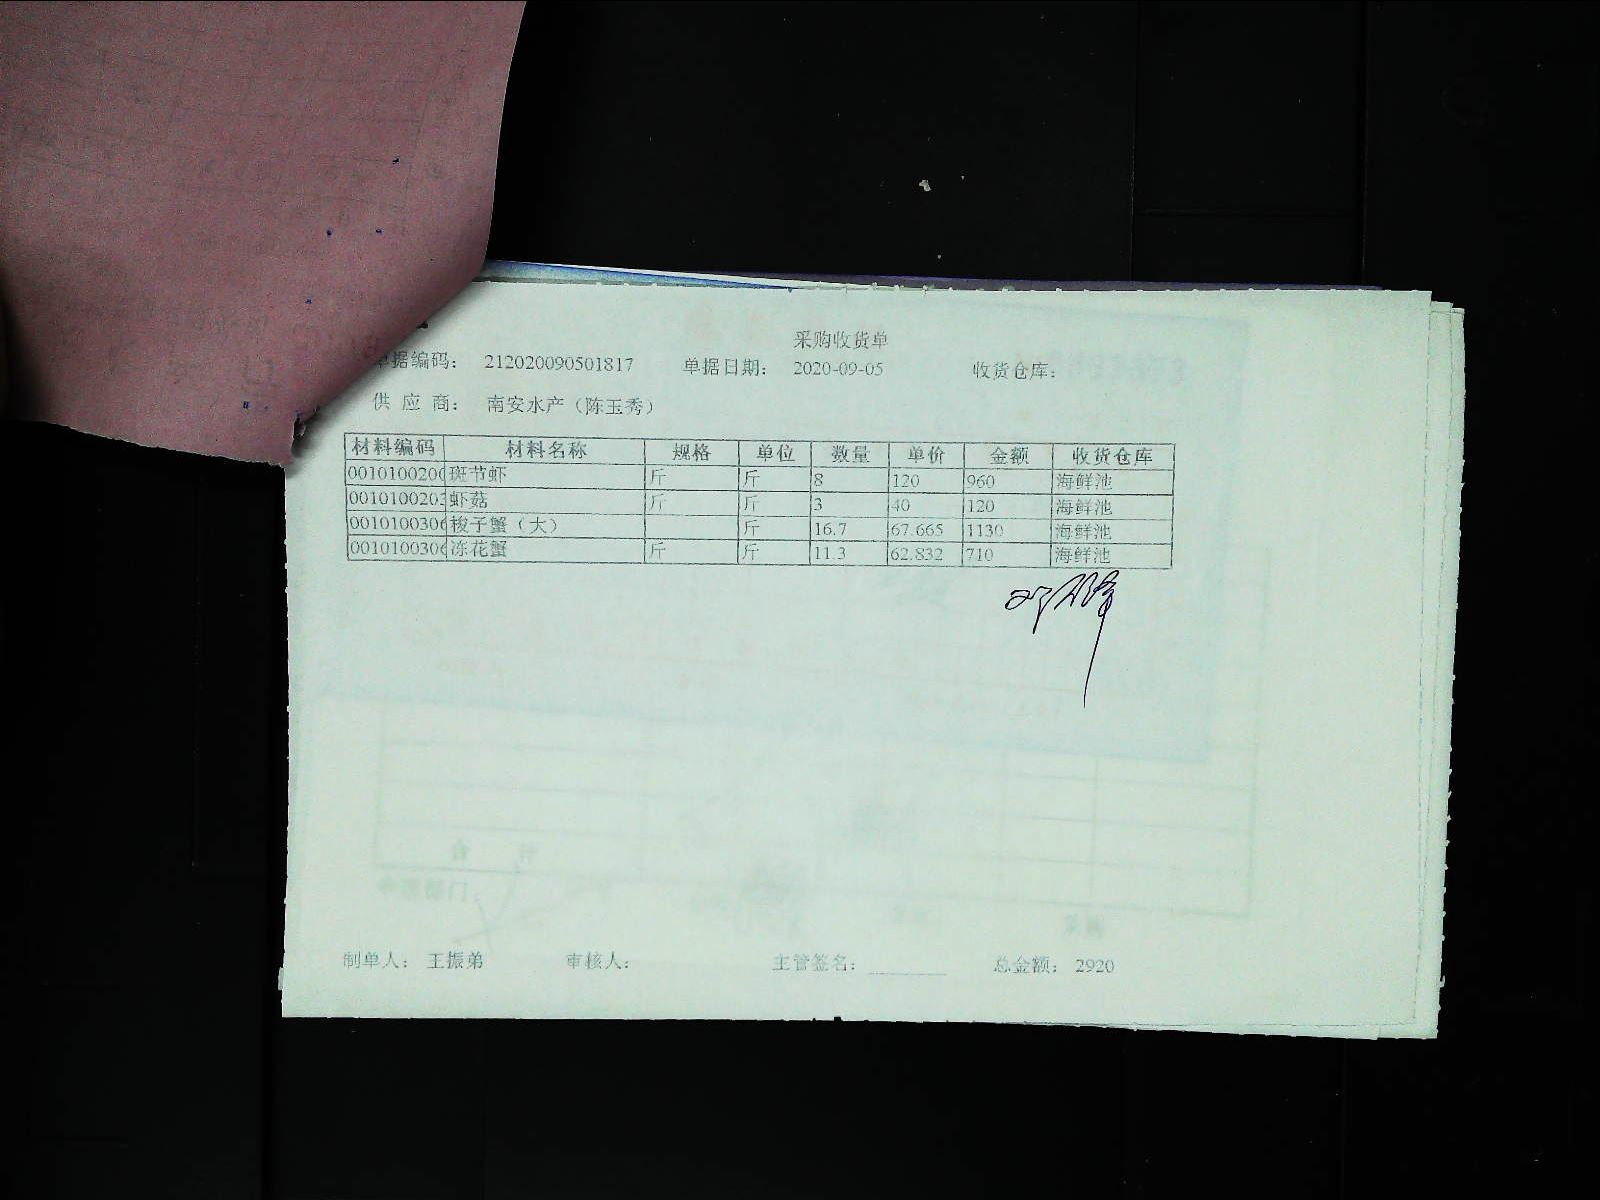 采购收货单
单据编码: 212020090501817 单据日期: 2020-09-05 收货仓库:
供 应 商: 南安水产（陈玉秀）
材料编码 材料名称 规格 单位 数量 单价 金额 收货仓库
001010020 斑节虾 斤 斤 8 120 960 海鲜池
001010020 虾菇 斤 斤 3 40 120 海鲜池
001010030 梭子蟹（大） 斤 16.7 67.665 1130 海鲜池
001010030 冻花蟹 斤 斤 11.3 62.832 710 海鲜池
制单人: 王振弟 审核人: 主管签名: 总金额: 2920